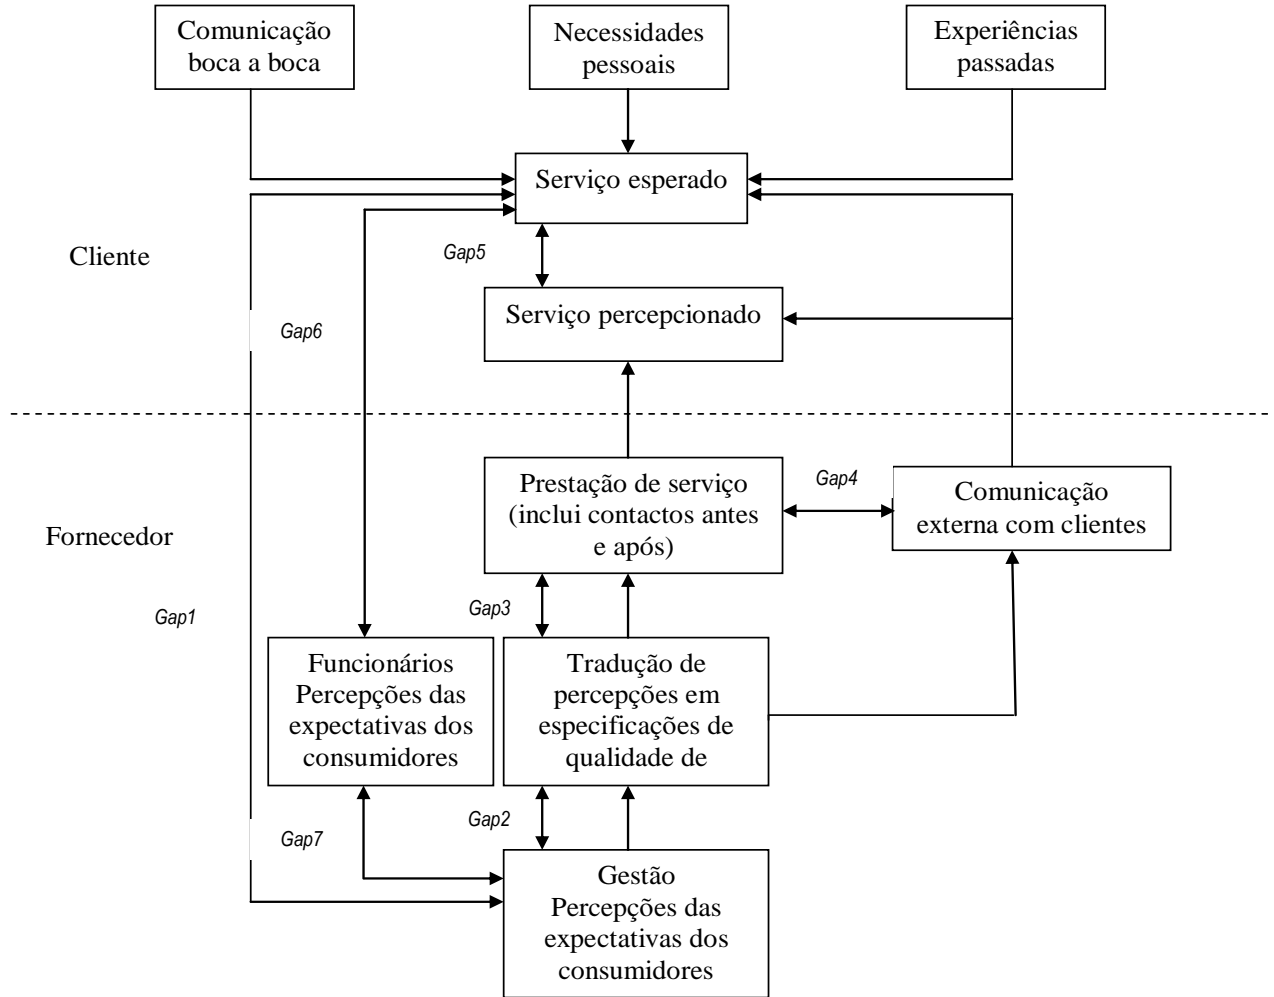 Comunicação
boca a boca
Necessidades
pessoais
Experiências
passadas
Serviço esperado
Cliente
Gap5
Serviço percepcionado
Gap6
Prestação de serviço
(inclui contactos antes
e após)
Gap4
Comunicação
externa com clientes
Fornecedor
Gap1
Gap3
Funcionários
Percepções das
expectativas dos
consumidores
Tradução de
percepções em
especificações de
qualidade de
Gap2
Gap7
Gestão
Percepções das
expectativas dos
consumidores